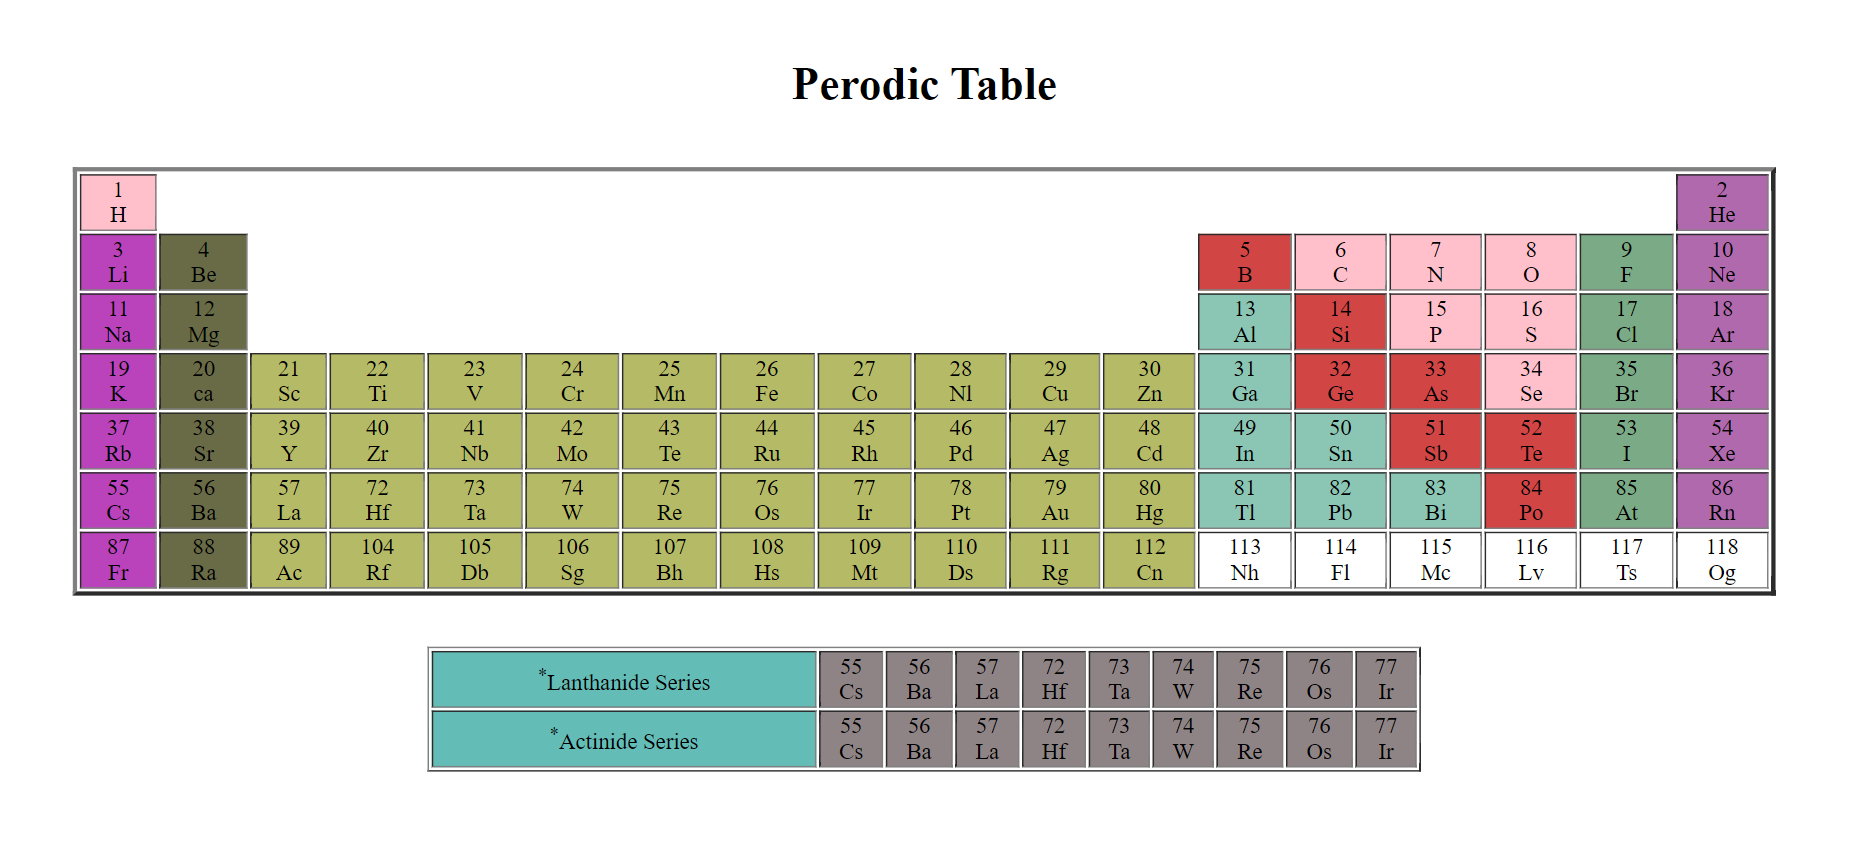 Perodic Table
1 2
H He
3 4 5 6 7 8 9 10
Li Be B C N O F Ne
11 12 13 14 15 16 17 18
Na Mg Al Si P S Cl Ar
19 20 21 22 23 24 25 26 27 28 29 30 31 32 33 34 35 36
K ca Sc Ti V Cr Mn Fe Co Nl Cu Zn Ga Ge As Se Br Kr
37 38 39 40 41 42 43 44 45 46 47 48 49 50 51 52 53 54
Rb Sr Y Zr Nb Mo Te Ru Rh Pd Ag Cd In Sn Sb Te I Xe
55 56 57 72 73 74 75 76 77 78 79 80 81 82 83 84 85 86
Cs Ba La Hf Ta W Re Os Ir Pt Au Hg Tl Pb Bi Po At Rn
87 88 89 104 105 106 107 108 109 110 111 112 113 114 115 116 117 118
Fr Ra Ac Rf Db Sg Bh Hs Mt Ds Rg Cn Nh Fl Mc Lv Ts Og
*Lanthanide Series 55 56 57 72 73 74 75 76 77
Cs Ba La Hf Ta W Re Os Ir
*Actinide Series 55 56 57 72 73 74 75 76 77
Cs Ba La Hf Ta W Re Os Ir